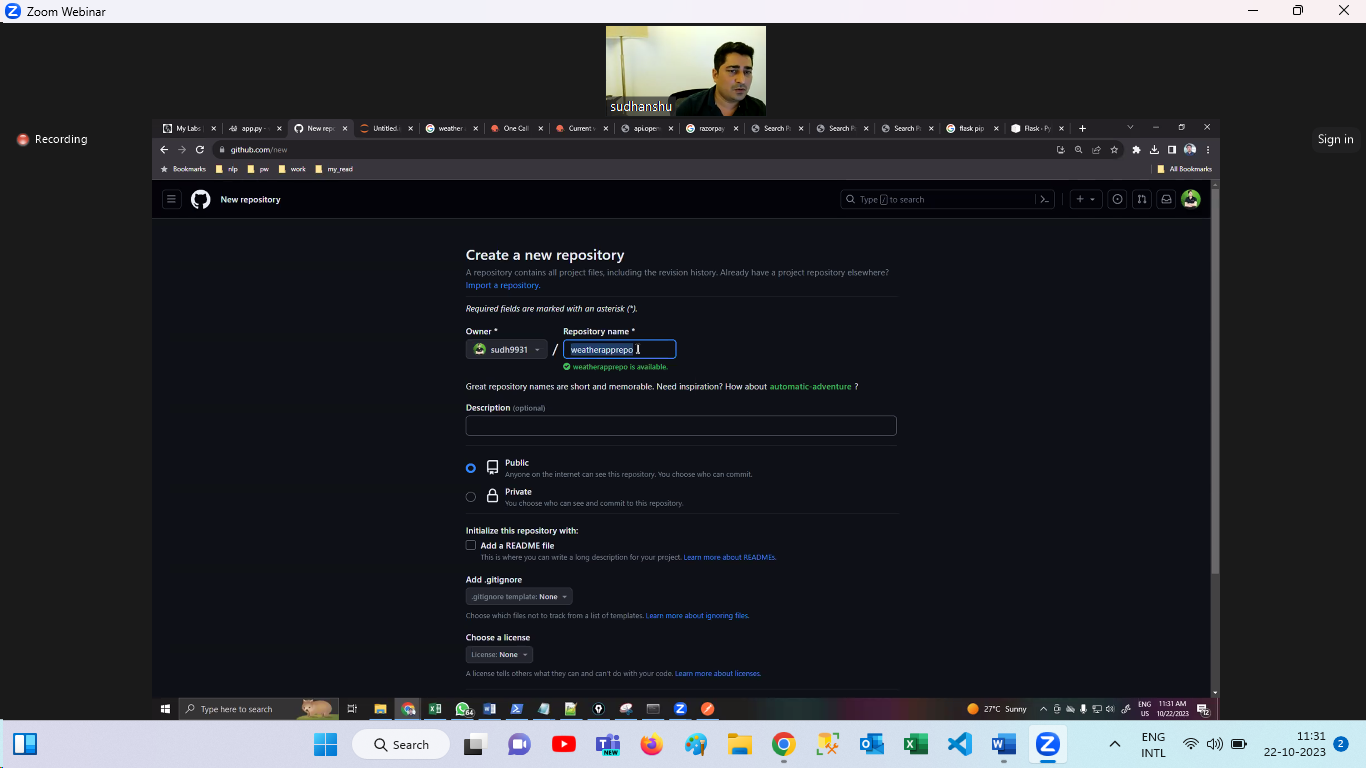 Zoom Webinar
sudhanshu
Recording
Sign in
My Labs
app.py -
New repo
Untitled.
weather
One Call
Current w
api.open
razorpay
Search P
Search P
Search P
flask pip
Flask · Py
github.com/new
Bookmarks nlp pw work my_read All Bookmarks
New repository
Type / to search
Create a new repository
A repository contains all project files, including the revision history. Already have a project repository elsewhere?
Import a repository.
Required fields are marked with an asterisk (*).
Owner * Repository name *
sudh9931 / weatherapprepo
weatherapprepo is available.
Great repository names are short and memorable. Need inspiration? How about automatic-adventure ?
Description (optional)
Public
Anyone on the internet can see this repository. You choose who can commit.
Private
You choose who can see and commit to this repository.
Initialize this repository with:
Add a README file
This is where you can write a long description for your project. Learn more about READMEs.
Add .gitignore
.gitignore template: None
Choose which files not to track from a list of templates. Learn more about ignoring files.
Choose a license
License: None
A license tells others what they can and can't do with your code. Learn more about licenses.
Type here to search
64
27°C Sunny
ENG
US
11:31 AM
10/22/2023
12
Search
NEW
ENG
INTL
11:31
22-10-2023
2